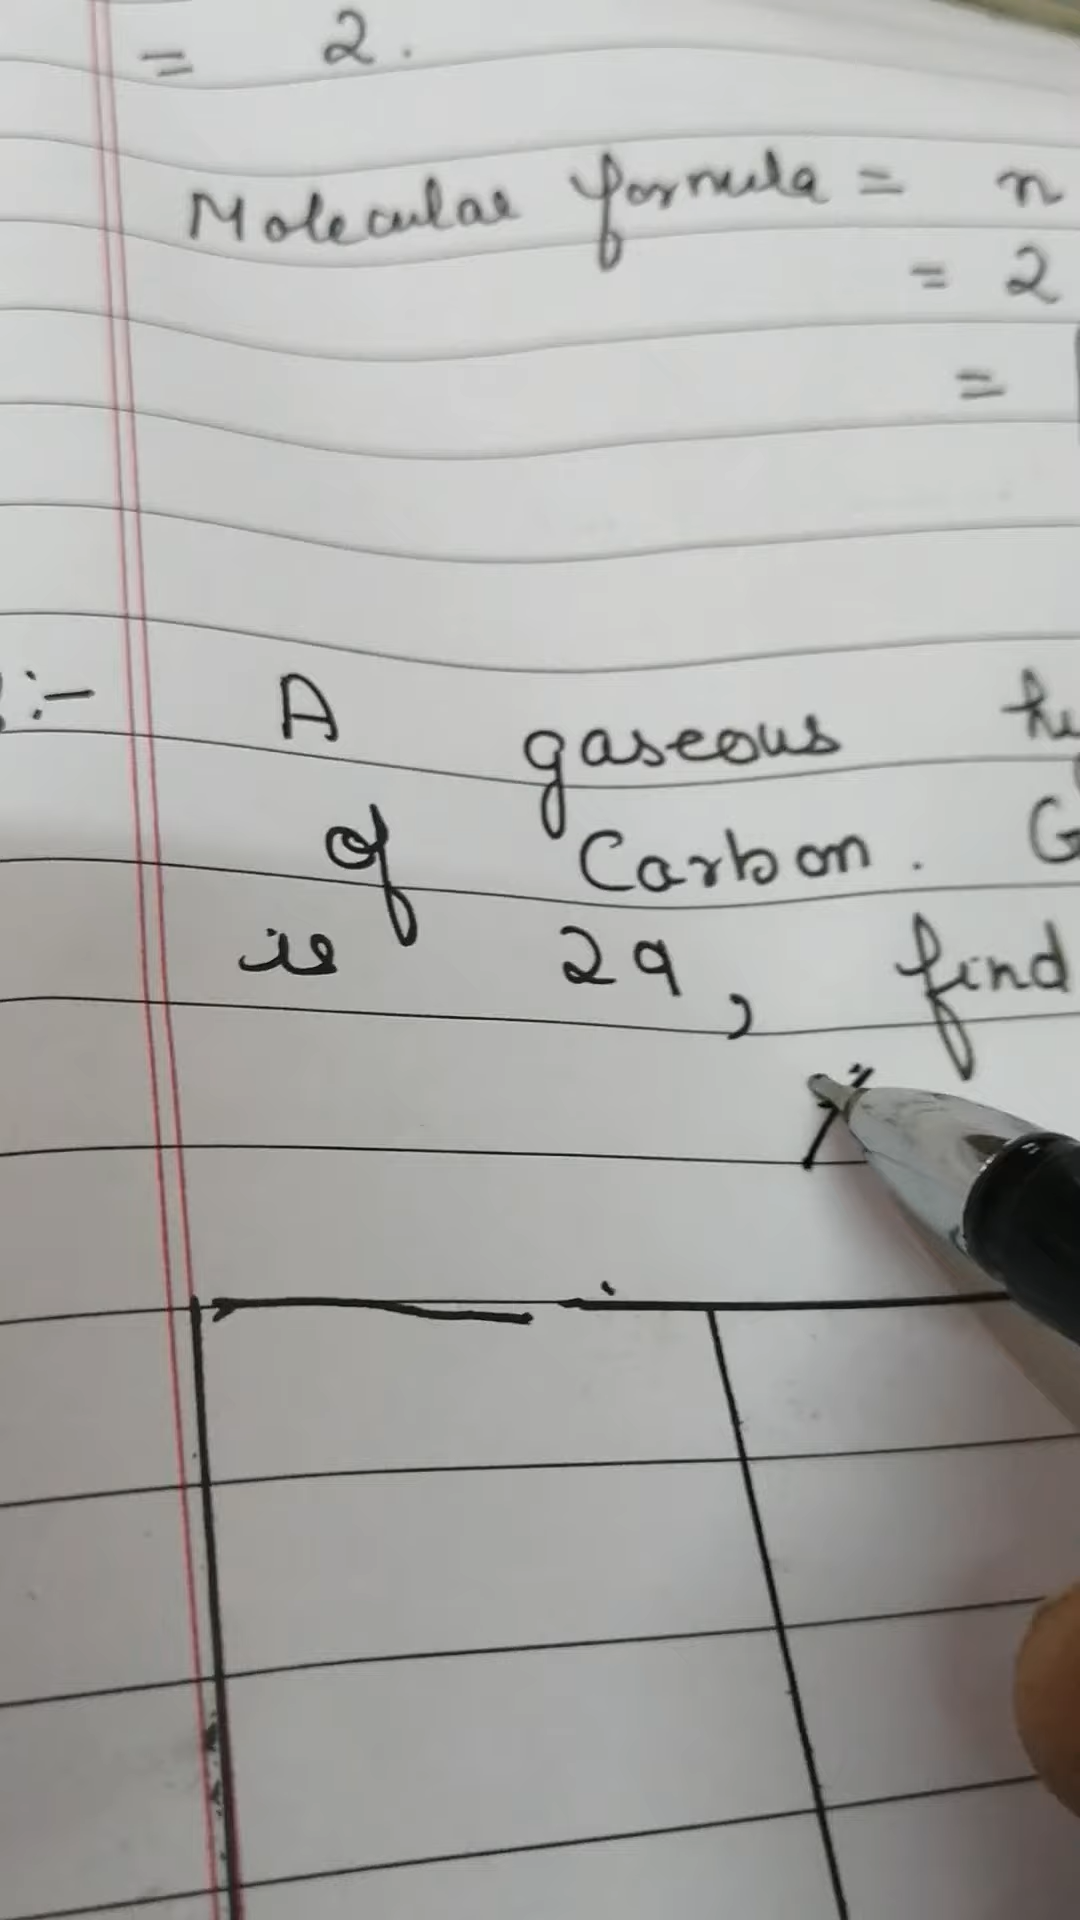 = 2.
Molecular formula = n
= 2
=
:- A gaseous
of Carbon. G
is 29, find